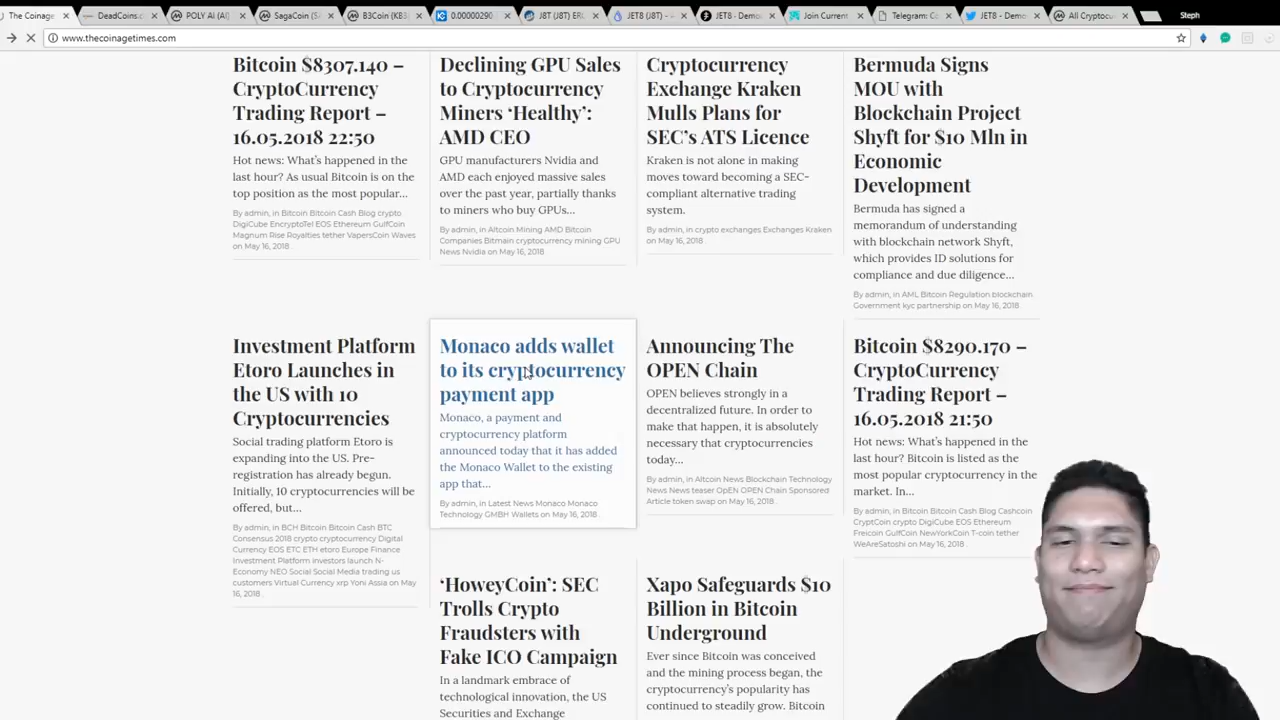 The Coinage
DeadCoins.c
POLY AI (AI)
SagaCoin (S
B3Coin (KB3
0.00000290
J8T (J8T) ER
JET8 (J8T) -
JET8 - Demo
Join Current
Telegram: Co
JET8 - Demo
All Cryptocu
Steph
www.thecoinagetimes.com
Bitcoin $8307.140 –
CryptoCurrency
Trading Report –
16.05.2018 22:50
Hot news: What's happened in the
last hour? As usual Bitcoin is on the
top position as the most popular...
By admin, in Bitcoin Bitcoin Cash Blog crypto
DigiCube EncryptoTel EOS Ethereum GulfCoin
Magnum Rise Royalties tether VapersCoin Waves
on May 16, 2018
Declining GPU Sales
to Cryptocurrency
Miners ‘Healthy’:
AMD CEO
GPU manufacturers Nvidia and
AMD each enjoyed massive sales
over the past year, partially thanks
to miners who buy GPUs...
By admin, in Altcoin Mining AMD Bitcoin
Companies Bitmain cryptocurrency mining GPU
News Nvidia on May 16, 2018
Cryptocurrency
Exchange Kraken
Mulls Plans for
SEC’s ATS Licence
Kraken is not alone in making
moves toward becoming a SEC-
compliant alternative trading
system.
By admin, in crypto exchanges Exchanges Kraken
on May 16, 2018
Bermuda Signs
MOU with
Blockchain Project
Shyft for $10 Mln in
Economic
Development
Bermuda has signed a
memorandum of understanding
with blockchain network Shyft,
which provides ID solutions for
compliance and due diligence...
By admin, in AML Bitcoin Regulation blockchain
Government kyc partnership on May 16, 2018
Investment Platform
Etoro Launches in
the US with 10
Cryptocurrencies
Social trading platform Etoro is
expanding into the US. Pre-
registration has already begun.
Initially, 10 cryptocurrencies will be
offered, but...
By admin, in BCH Bitcoin Bitcoin Cash BTC
Consensus 2018 crypto cryptocurrency Digital
Currency EOS ETC ETH etoro Europe Finance
Investment Platform investors launch N-
Economy NEO Social Social Media trading us
customers Virtual Currency xrp Yoni Assia on May
16, 2018
Monaco adds wallet
to its cryptocurrency
payment app
Monaco, a payment and
cryptocurrency platform
announced today that it has added
the Monaco Wallet to the existing
app that...
By admin, in Latest News Monaco Monaco
Technology GMBH Wallets on May 16, 2018
Announcing The
OPEN Chain
OPEN believes strongly in a
decentralized future. In order to
make that happen, it is absolutely
necessary that cryptocurrencies
today...
By admin, in Altcoin News Blockchain Technology
News News teaser OpEN OPEN Chain Sponsored
Article token swap on May 16, 2018
Bitcoin $8290.170 –
CryptoCurrency
Trading Report –
16.05.2018 21:50
Hot news: What's happened in the
last hour? Bitcoin is listed as the
most popular cryptocurrency in the
market. In...
By admin, in Bitcoin Bitcoin Cash Blog Cashcoin
CryptCoin crypto DigiCube EOS Ethereum
Freicoin GulfCoin NewYorkCoin T-coin tether
WeAreSatoshi on May 16, 2018
‘HoweyCoin’: SEC
Trolls Crypto
Fraudsters with
Fake ICO Campaign
In a landmark embrace of
technological innovation, the US
Securities and Exchange
Xapo Safeguards $10
Billion in Bitcoin
Underground
Ever since Bitcoin was conceived
and the mining process began, the
cryptocurrency’s popularity has
continued to steadily grow. Bitcoin